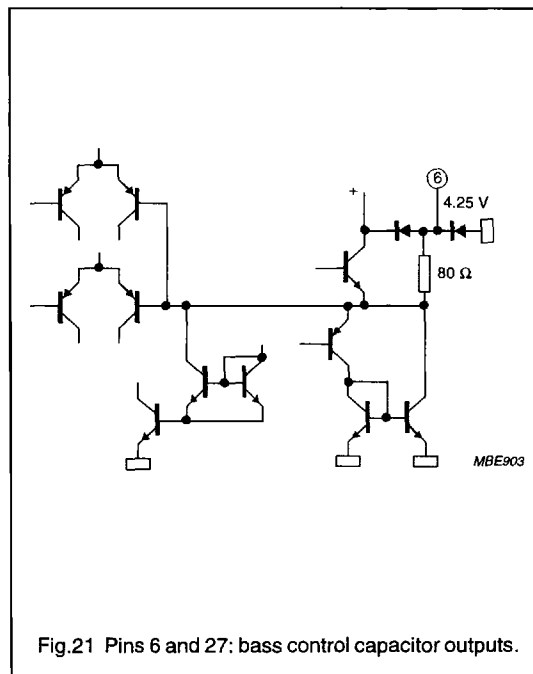 6
+
4.25 V
80 Ω
MBE903
Fig.21 Pins 6 and 27: bass control capacitor outputs.